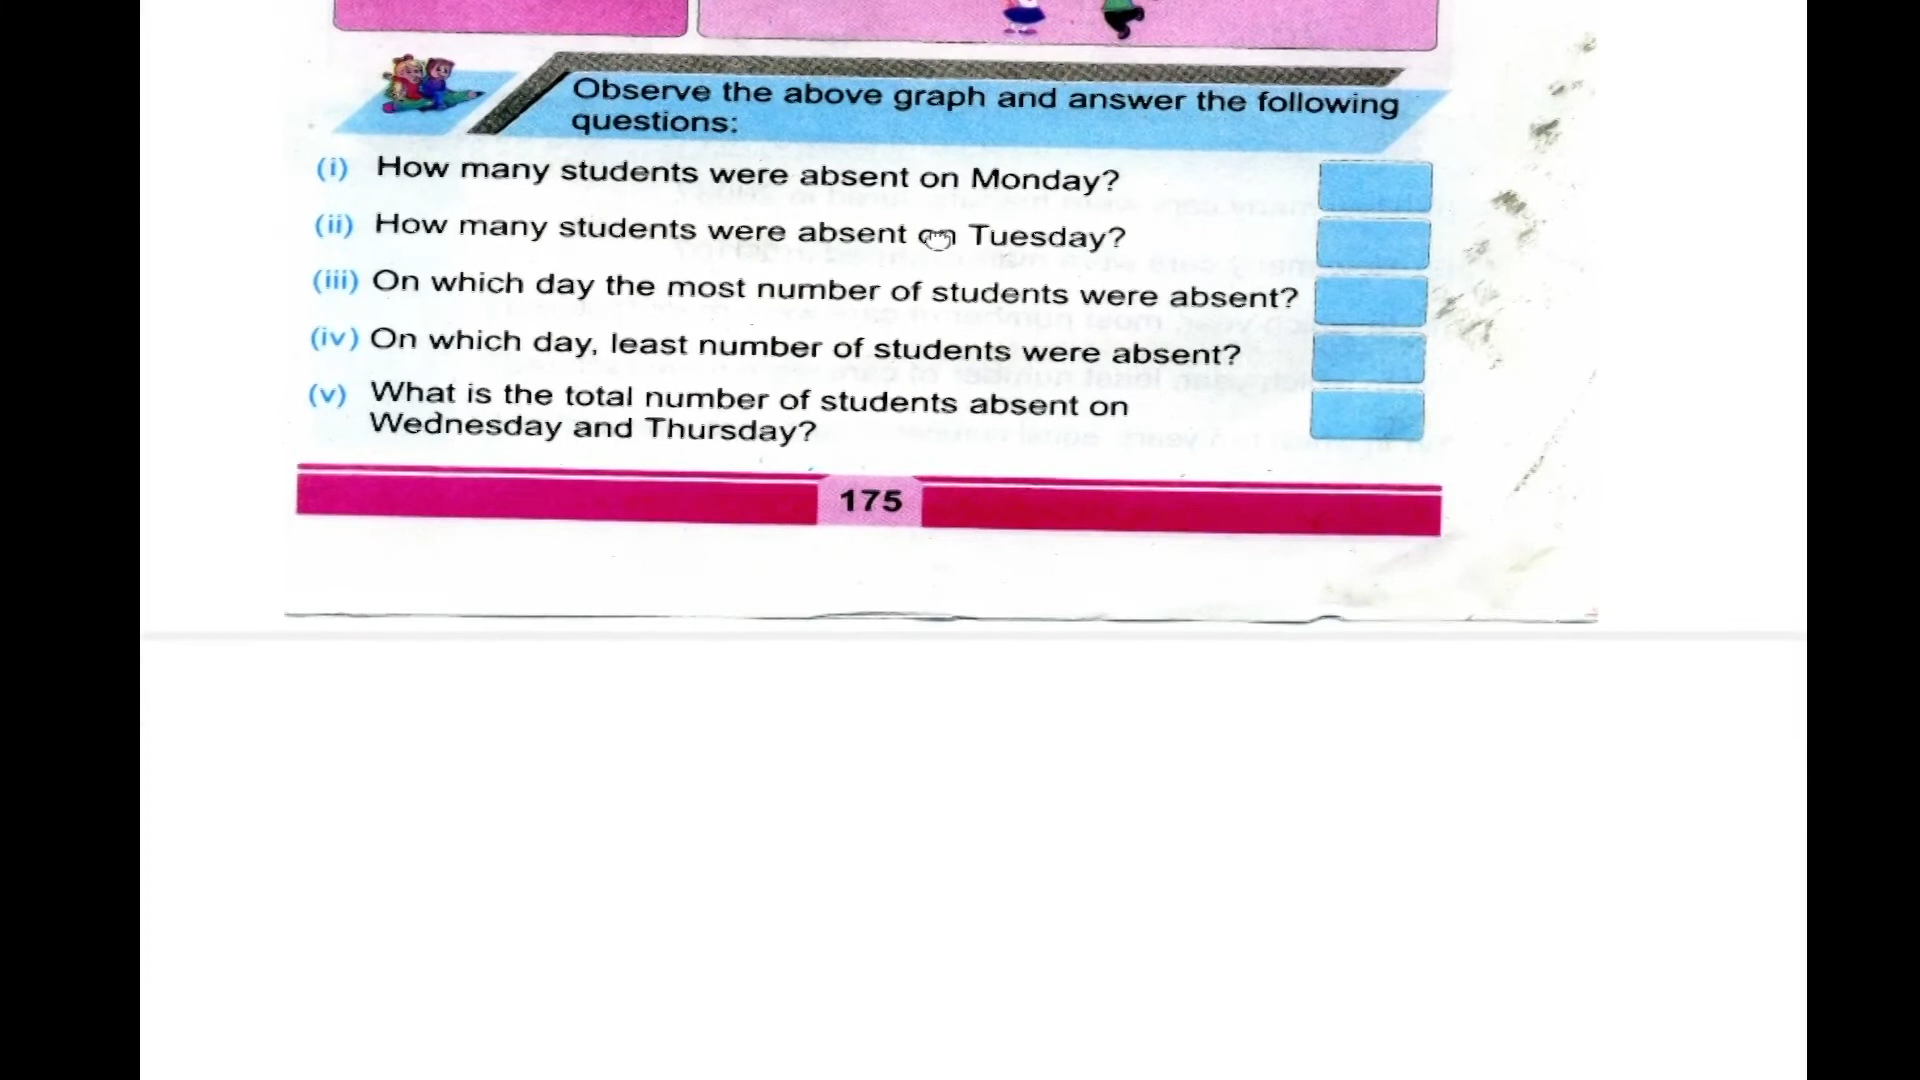 Observe the above graph and answer the following
questions:
(i) How many students were absent on Monday?
(ii) How many students were absent on Tuesday?
(iii) On which day the most number of students were absent?
(iv) On which day, least number of students were absent?
(v) What is the total number of students absent on
Wednesday and Thursday?
175